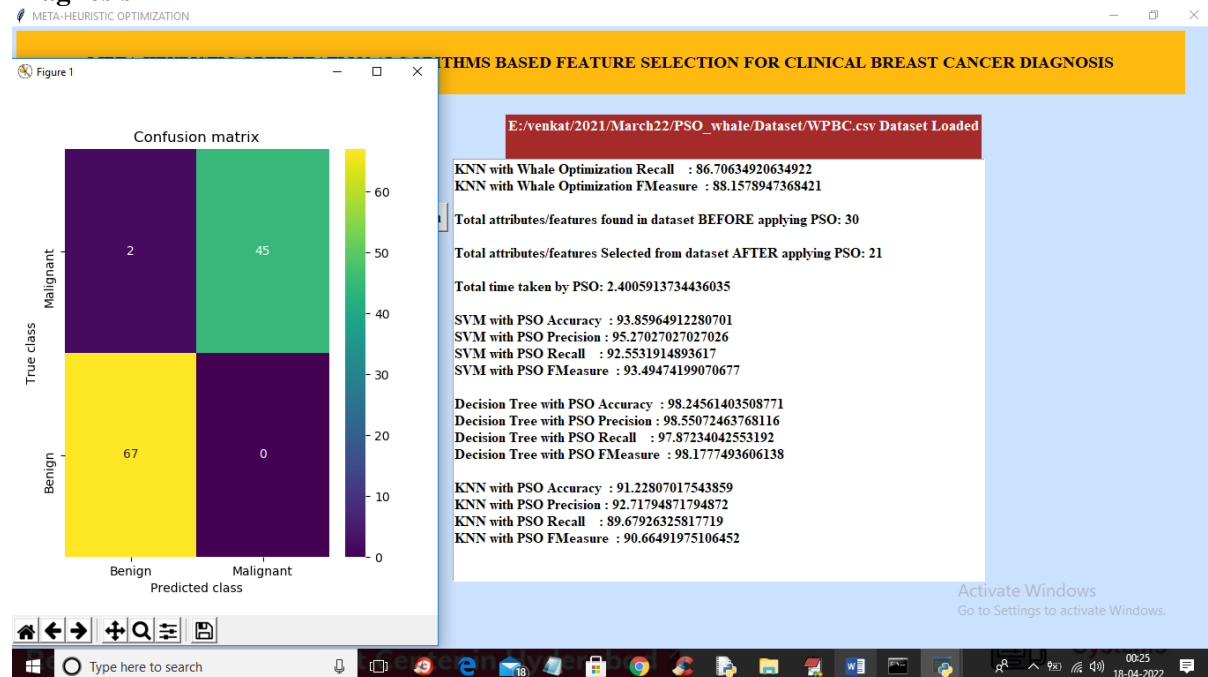 META-HEURISTIC OPTIMIZATION
THMS BASED FEATURE SELECTION FOR CLINICAL BREAST CANCER DIAGNOSIS
Figure 1
Confusion matrix
2 45
67 0
Malignant
Benign
True class
Benign Malignant
Predicted class
60
50
40
30
20
10
0
E:/venkat/2021/March22/PSO_whale/Dataset/WPBC.csv Dataset Loaded
KNN with Whale Optimization Recall : 86.70634920634922
KNN with Whale Optimization FMeasure : 88.1578947368421
Total attributes/features found in dataset BEFORE applying PSO: 30
Total attributes/features Selected from dataset AFTER applying PSO: 21
Total time taken by PSO: 2.4005913734436035
SVM with PSO Accuracy : 93.85964912280701
SVM with PSO Precision : 95.27027027027026
SVM with PSO Recall : 92.5531914893617
SVM with PSO FMeasure : 93.49474199070677
Decision Tree with PSO Accuracy : 98.24561403508771
Decision Tree with PSO Precision : 98.55072463768116
Decision Tree with PSO Recall : 97.87234042553192
Decision Tree with PSO FMeasure : 98.1777493606138
KNN with PSO Accuracy : 91.22807017543859
KNN with PSO Precision : 92.71794871794872
KNN with PSO Recall : 89.67926325817719
KNN with PSO FMeasure : 90.66491975106452
Activate Windows
Go to Settings to activate Windows.
Type here to search
18
00:25
18-04-2022